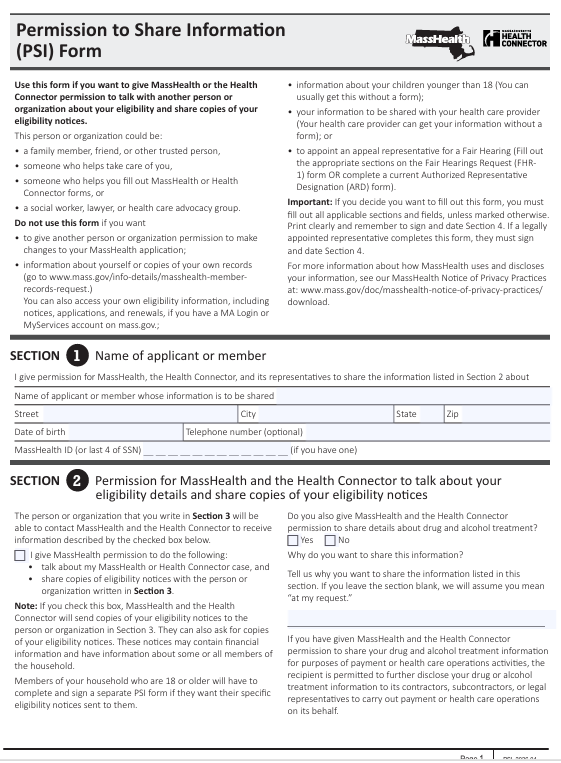 Permission to Share Information
(PSI) Form
MassHealth
MASSACHUSETTS
HEALTH
CONNECTOR
Use this form if you want to give MassHealth or the Health
Connector permission to talk with another person or
organization about your eligibility and share copies of your
eligibility notices.
This person or organization could be:
• a family member, friend, or other trusted person,
• someone who helps take care of you,
• someone who helps you fill out MassHealth or Health
Connector forms, or
• a social worker, lawyer, or health care advocacy group.
Do not use this form if you want
• to give another person or organization permission to make
changes to your MassHealth application;
• information about yourself or copies of your own records
(go to www.mass.gov/info-details/masshealth-member-
records-request.)
You can also access your own eligibility information, including
notices, applications, and renewals, if you have a MA Login or
MyServices account on mass.gov.;
• information about your children younger than 18 (You can
usually get this without a form);
• your information to be shared with your health care provider
(Your health care provider can get your information without a
form); or
• to appoint an appeal representative for a Fair Hearing (Fill out
the appropriate sections on the Fair Hearings Request (FHR-
1) form OR complete a current Authorized Representative
Designation (ARD) form).
Important: If you decide you want to fill out this form, you must
fill out all applicable sections and fields, unless marked otherwise.
Print clearly and remember to sign and date Section 4. If a legally
appointed representative completes this form, they must sign
and date Section 4.
For more information about how MassHealth uses and discloses
your information, see our MassHealth Notice of Privacy Practices
at: www.mass.gov/doc/masshealth-notice-of-privacy-practices/
download.
SECTION 1 Name of applicant or member
I give permission for MassHealth, the Health Connector, and its representatives to share the information listed in Section 2 about
Name of applicant or member whose information is to be shared
Street City State Zip
Date of birth Telephone number (optional)
MassHealth ID (or last 4 of SSN) _ _ _ _ _ _ _ _ _ _ _ _ (if you have one)
SECTION 2 Permission for MassHealth and the Health Connector to talk about your
eligibility details and share copies of your eligibility notices
The person or organization that you write in Section 3 will be
able to contact MassHealth and the Health Connector to receive
information described by the checked box below.
I give MassHealth permission to do the following:
• talk about my MassHealth or Health Connector case, and
• share copies of eligibility notices with the person or
organization written in Section 3.
Note: If you check this box, MassHealth and the Health
Connector will send copies of your eligibility notices to the
person or organization in Section 3. They can also ask for copies
of your eligibility notices. These notices may contain financial
information and have information about some or all members of
the household.
Members of your household who are 18 or older will have to
complete and sign a separate PSI form if they want their specific
eligibility notices sent to them.
Do you also give MassHealth and the Health Connector
permission to share details about drug and alcohol treatment?
Yes No
Why do you want to share this information?
Tell us why you want to share the information listed in this
section. If you leave the section blank, we will assume you mean
“at my request.”
If you have given MassHealth and the Health Connector
permission to share your drug and alcohol treatment information
for purposes of payment or health care operations activities, the
recipient is permitted to further disclose your drug or alcohol
treatment information to its contractors, subcontractors, or legal
representatives to carry out payment or health care operations
on its behalf.
Page 1